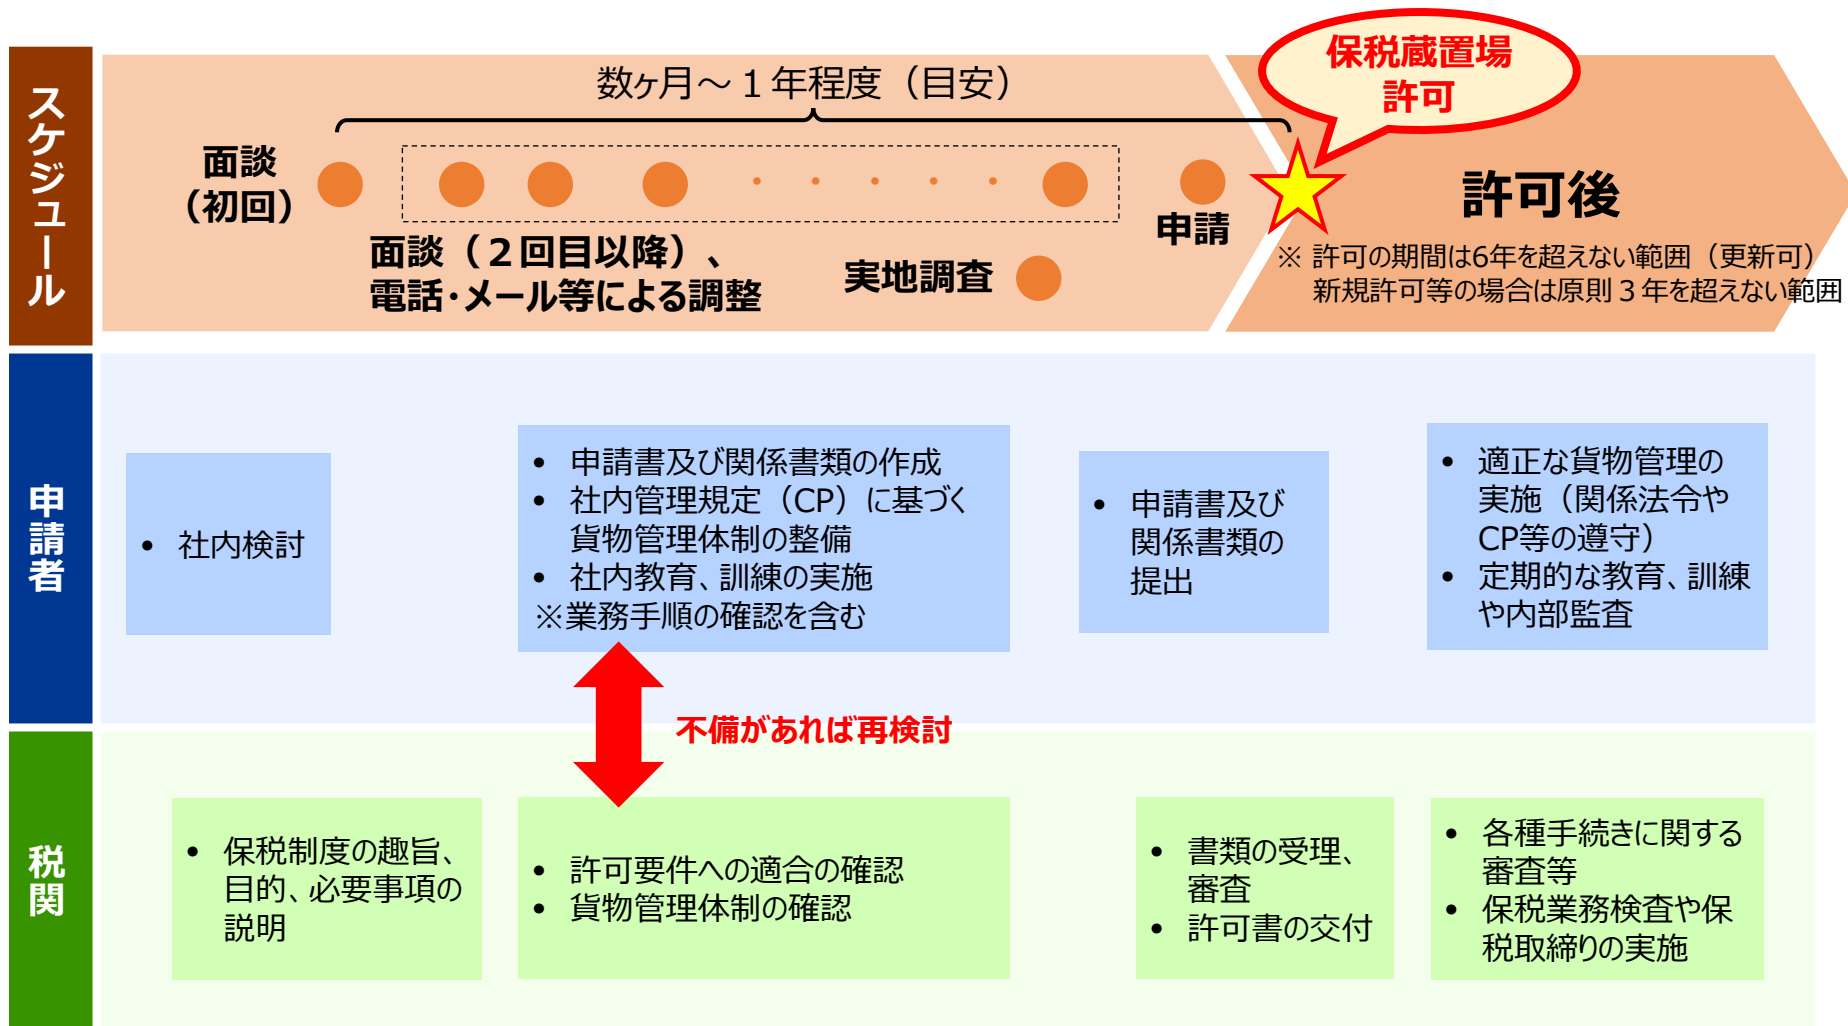 スケジュール
数ヶ月～１年程度（目安）
保税蔵置場
許可
面談
（初回）
面談（２回目以降）、
電話・メール等による調整
実地調査
申請
許可後
※ 許可の期間は6年を超えない範囲（更新可）
新規許可等の場合は原則３年を超えない範囲
申請者
• 社内検討
• 申請書及び関係書類の作成
• 社内管理規定（CP）に基づく
貨物管理体制の整備
• 社内教育、訓練の実施
※業務手順の確認を含む
• 申請書及び
関係書類の
提出
• 適正な貨物管理の
実施（関係法令や
CP等の遵守）
• 定期的な教育、訓練
や内部監査
不備があれば再検討
税関
• 保税制度の趣旨、
目的、必要事項の
説明
• 許可要件への適合の確認
• 貨物管理体制の確認
• 書類の受理、
審査
• 許可書の交付
• 各種手続きに関する
審査等
• 保税業務検査や保
税取締りの実施